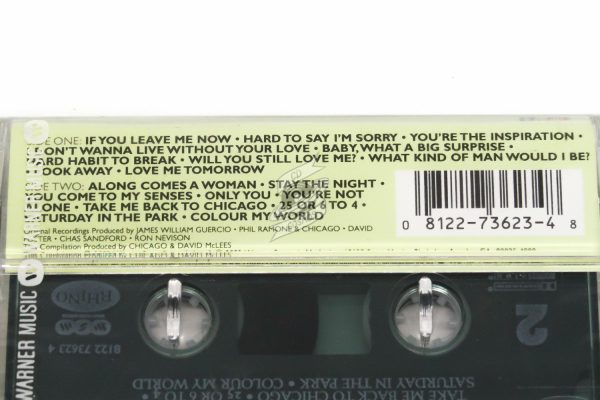 SIDE ONE: IF YOU LEAVE ME NOW • HARD TO SAY I'M SORRY • YOU'RE THE INSPIRATION •
I DON'T WANNA LIVE WITHOUT YOUR LOVE • BABY, WHAT A BIG SURPRISE •
HARD HABIT TO BREAK • WILL YOU STILL LOVE ME? • WHAT KIND OF MAN WOULD I BE?
LOOK AWAY • LOVE ME TOMORROW
SIDE TWO: ALONG COMES A WOMAN • STAY THE NIGHT •
YOU COME TO MY SENSES • ONLY YOU • YOU'RE NOT
ALONE • TAKE ME BACK TO CHICAGO • 25 OR 6 TO 4 •
SATURDAY IN THE PARK • COLOUR MY WORLD
Original Recordings Produced by JAMES WILLIAM GUERCIO • PHIL RAMONE & CHICAGO • DAVID
FOSTER • CHAS SANDFORD • RON NEVISON
Compilation Produced by CHICAGO & DAVID McLEES
0 8122-73623-4 8
WARNER MUSIC
RHINO
8122 73623 4
2
TAKE ME BACK TO CHICAGO • 25 OR 6 TO 4 •
SATURDAY IN THE PARK • COLOUR MY WORLD